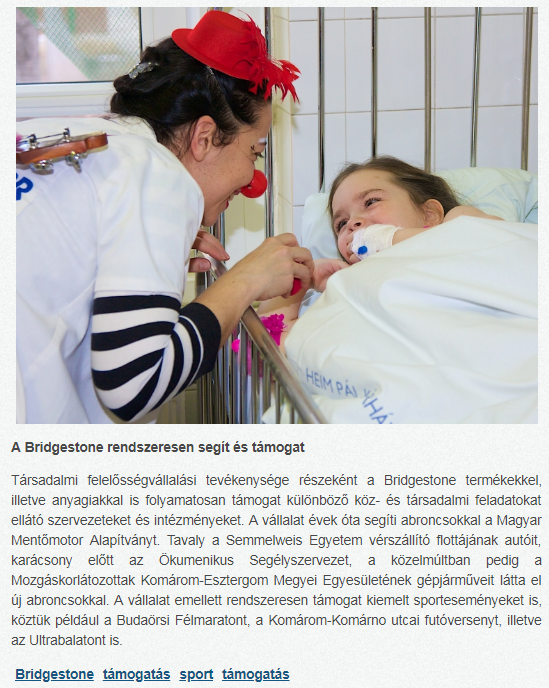 HEIM PÁL KHÁ
A Bridgestone rendszeresen segít és támogat
Társadalmi felelősségvállalási tevékenysége részeként a Bridgestone termékekkel,
illetve anyagiakkal is folyamatosan támogat különböző köz- és társadalmi feladatokat
ellátó szervezeteket és intézményeket. A vállalat évek óta segíti abroncsokkal a Magyar
Mentőmotor Alapítványt. Tavaly a Semmelweis Egyetem vérszállító flottájának autóit,
karácsony előtt az Ökumenikus Segélyszervezet, a közelmúltban pedig a
Mozgáskorlátozottak Komárom-Esztergom Megyei Egyesületének gépjárműveit látta el
új abroncsokkal. A vállalat emellett rendszeresen támogat kiemelt sporteseményeket is,
köztük például a Budaörsi Félmaratont, a Komárom-Komárno utcai futóversenyt, illetve
az Ultrabalatont is.
Bridgestone támogatás sport támogatás